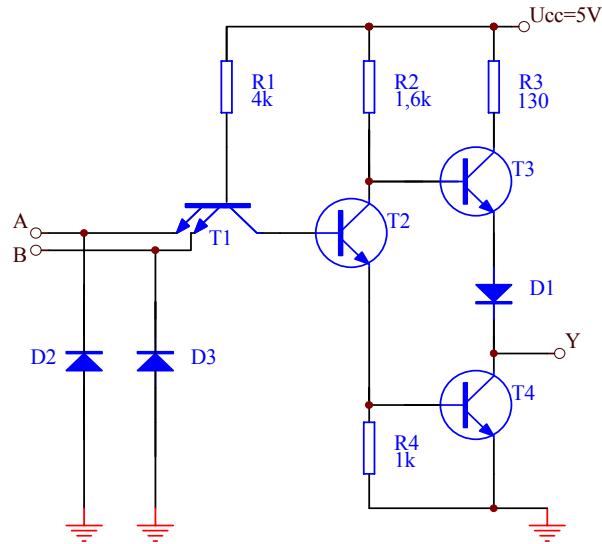 Ucc=5V
R1
4k
R2
1,6k
R3
130
T3
A
T1
T2
B
D1
D2
D3
Y
T4
R4
1k